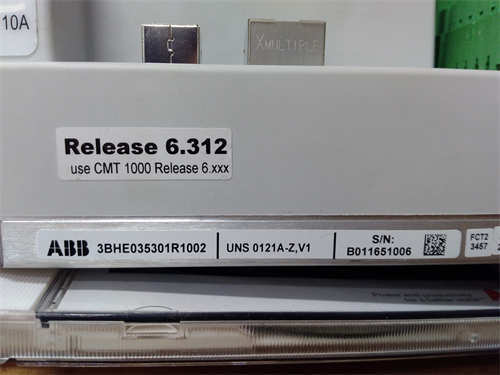 10A
XMULTIPLE
Release 6.312
use CMT 1000 Release 6.xxx
ABB 3BHE035301R1002 UNS 0121A-Z,V1 S/N:
B011651006
FCT2
3457